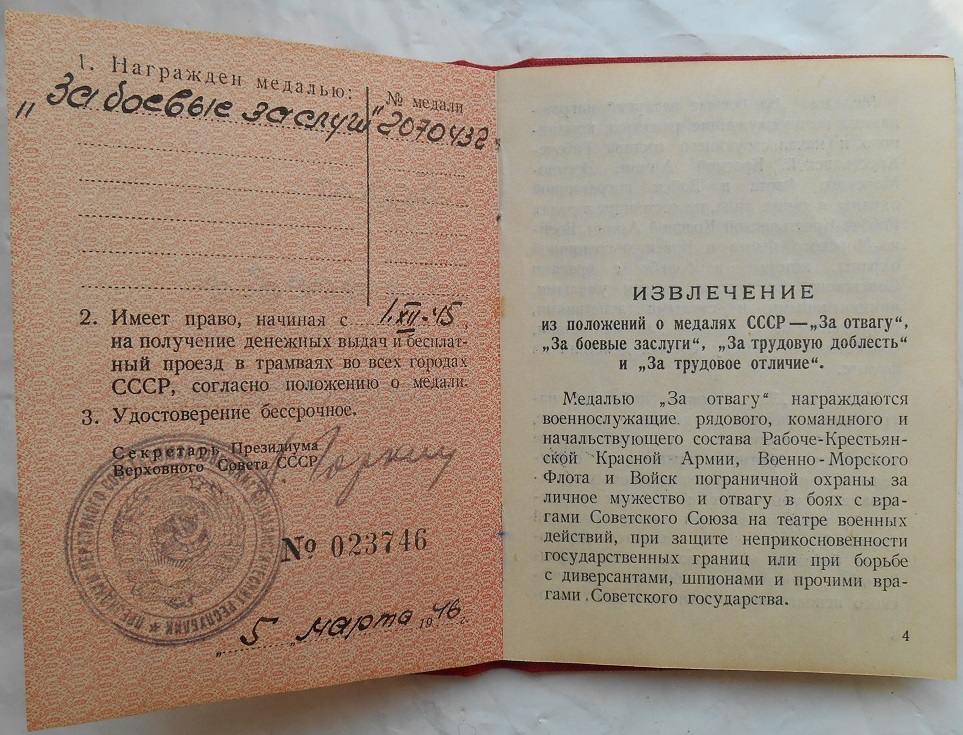 1. Награжден медалью:
№ медали
„За боевые заслуги“
2070432
2. Имеет право, начиная с 1.XII-45,
на получение денежных выдач и бесплат-
ный проезд в трамваях во всех городах
СССР, согласно положению о медали.
3. Удостоверение бессрочное.
Секретарь Президиума
Верховного Совета СССР
№ 023746
„5„ марта 1946 г.
ИЗВЛЕЧЕНИЕ
из положений о медалях СССР—„За отвагу“,
„За боевые заслуги“, „За трудовую доблесть“
и „За трудовое отличие“.
Медалью „За отвагу“ награждаются
военнослужащие рядового, командного и
начальствующего состава Рабоче-Крестьян-
ской Красной Армии, Военно-Морского
Флота и Войск пограничной охраны за
личное мужество и отвагу в боях с вра-
гами Советского Союза на театре военных
действий, при защите неприкосновенности
государственных границ или при борьбе
с диверсантами, шпионами и прочими вра-
гами Советского государства.
4